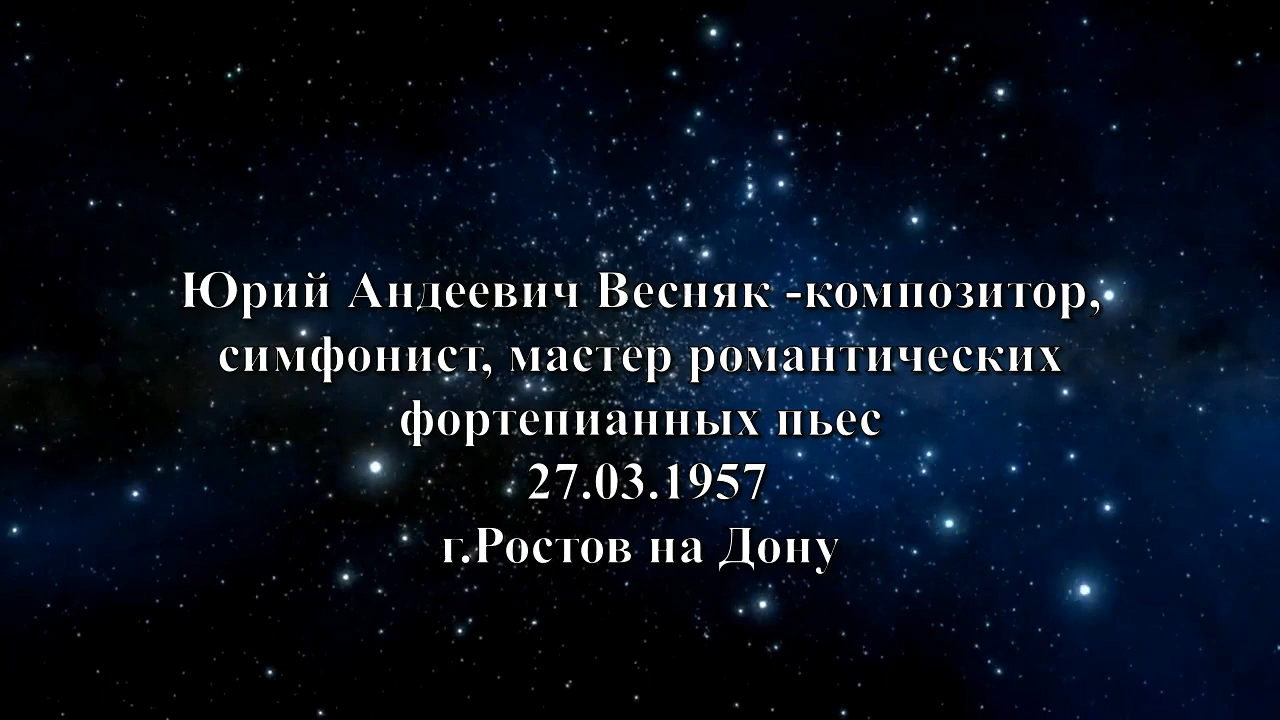 Юрий Андеевич Весняк -композитор,
симфонист, мастер романтических
фортепианных пьес
27.03.1957
г.Ростов на Дону